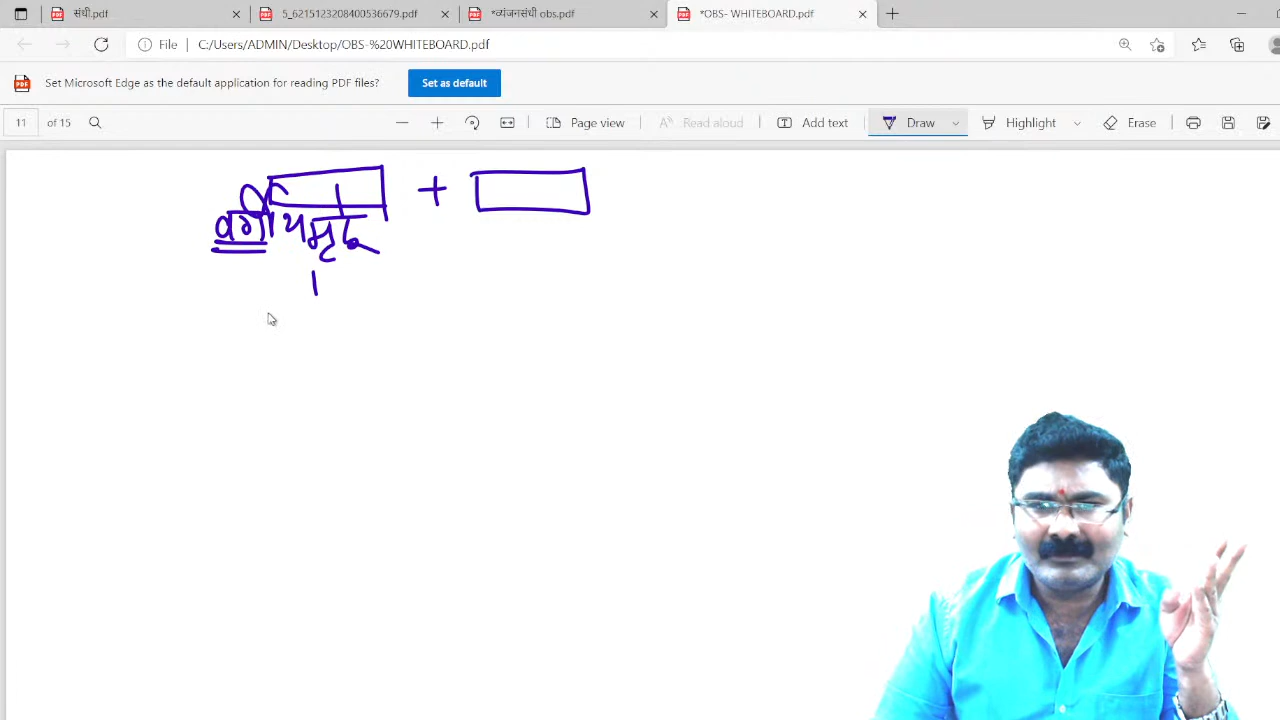 संधी.pdf 5_6215123208400536679.pdf *व्यंजनसंधी obs.pdf *OBS- WHITEBOARD.pdf
File C:/Users/ADMIN/Desktop/OBS-%20WHITEBOARD.pdf
Set Microsoft Edge as the default application for reading PDF files? Set as default
11 of 15 Page view Read aloud Add text Draw Highlight Erase
+